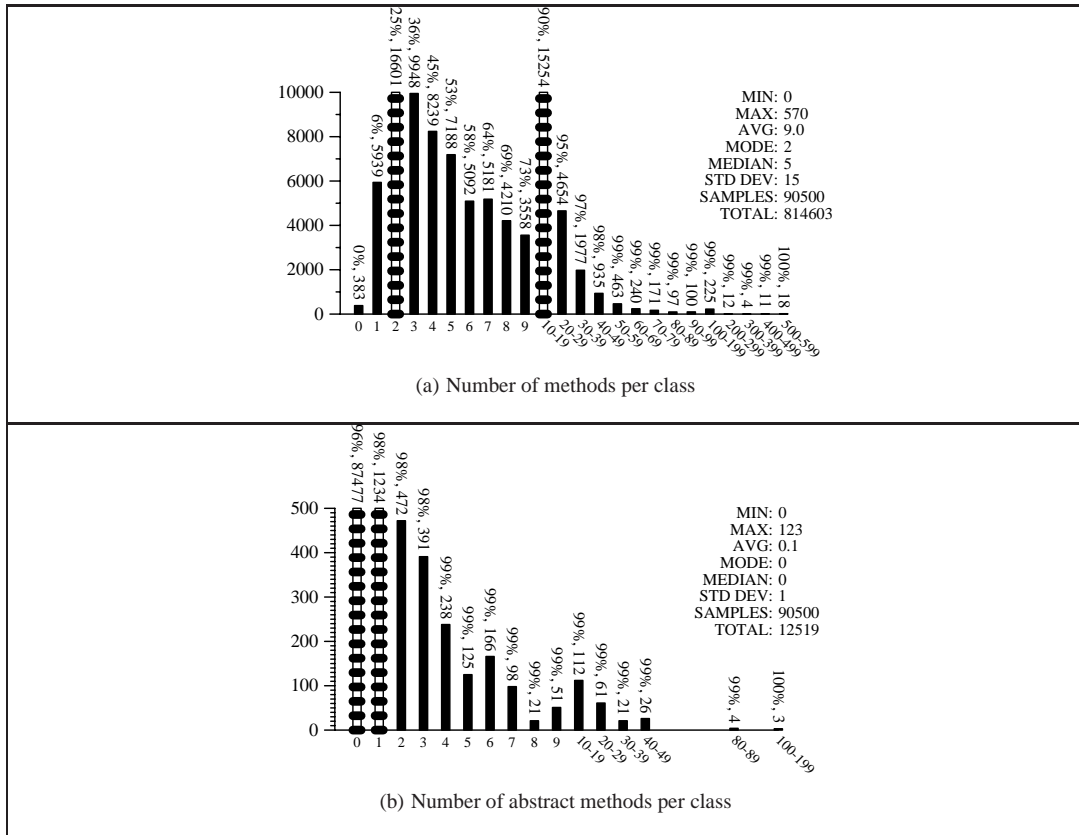 25%, 16601
36%, 9948
90%, 15254
6%, 5939
45%, 8239
53%, 7188
58%, 5092
64%, 5181
69%, 4210
73%, 3558
95%, 4654
97%, 1977
98%, 935
99%, 463
99%, 240
99%, 171
99%, 97
99%, 100
99%, 225
99%, 12
99%, 4
99%, 11
100%, 18
0%, 383
10000
8000
6000
4000
2000
0
MIN: 0
MAX: 570
AVG: 9.0
MODE: 2
MEDIAN: 5
STD DEV: 15
SAMPLES: 90500
TOTAL: 814603
0 1 2 3 4 5 6 7 8 9 10-19 20-29 30-39 40-49 50-59 60-69 70-79 80-89 90-99 100-199 200-299 300-399 400-499 500-599
(a) Number of methods per class
96%, 87477
98%, 1234
98%, 472
98%, 391
99%, 238
99%, 125
99%, 166
99%, 98
99%, 21
99%, 51
99%, 112
99%, 61
99%, 21
99%, 26
99%, 4
100%, 3
500
400
300
200
100
0
MIN: 0
MAX: 123
AVG: 0.1
MODE: 0
MEDIAN: 0
STD DEV: 1
SAMPLES: 90500
TOTAL: 12519
0 1 2 3 4 5 6 7 8 9 10-19 20-29 30-39 40-49 80-89 100-199
(b) Number of abstract methods per class